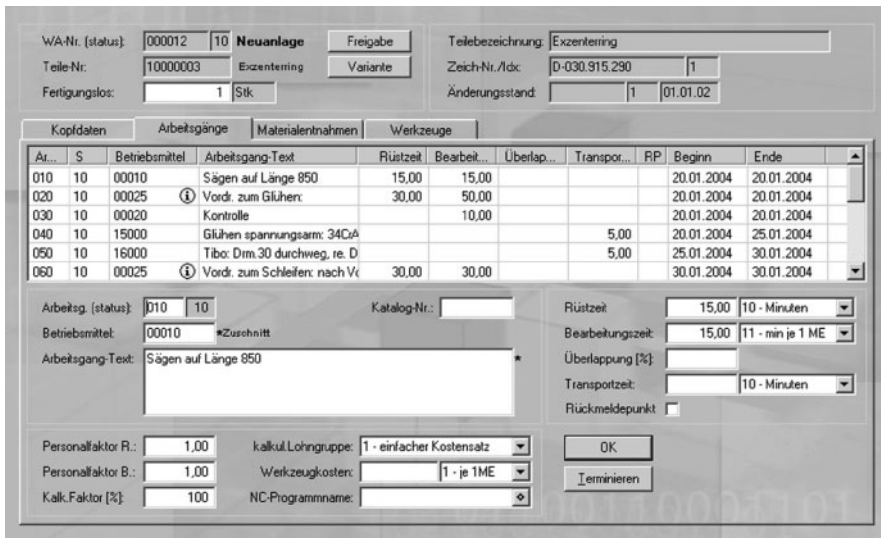 WA-Nr. (status): 000012 10 Neuanlage Freigabe Teilebezeichnung: Exzenterring
Teile-Nr: 10000003 Exzenterring Variante Zeich-Nr./Idx: D-030.915.290 1
Fertigungslos: 1 Stk Änderungsstand: 1 01.01.02
Kopfdaten Arbeitsgänge Materialentnahmen Werkzeuge
Ar... S Betriebsmittel Arbeitsgang-Text Rüstzeit Bearbeit... Überlap... Transpor... RP Beginn Ende
010 10 00010 Sägen auf Länge 850 15,00 15,00 20.01.2004 20.01.2004
020 10 00025 Vordr. zum Glühen: 30,00 50,00 20.01.2004 20.01.2004
030 10 00020 Kontrolle 10,00 20.01.2004 20.01.2004
040 10 15000 Glühen spannungsarm: 34CrA 5,00 20.01.2004 25.01.2004
050 10 16000 Tibo: Drm.30 durchweg, re. D 5,00 25.01.2004 30.01.2004
060 10 00025 Vordr. zum Schleifen: nach Vo 30,00 30,00 30.01.2004 30.01.2004
Arbeitsg. (status): 010 10 Katalog-Nr.: Rüstzeit: 15,00 10 - Minuten
Betriebsmittel: 00010 *Zuschnitt Bearbeitungszeit: 15,00 11 - min je 1 ME
Arbeitsgang-Text: Sägen auf Länge 850 * Überlappung [%]:
Transportzeit: 10 - Minuten
Rückmeldepunkt
Personalfaktor R.: 1,00 kalkul.Lohngruppe: 1 - einfacher Kostensatz OK
Personalfaktor B.: 1,00 Werkzeugkosten: 1 - je 1ME Terminieren
Kalk.Faktor [%]: 100 NC-Programmname: